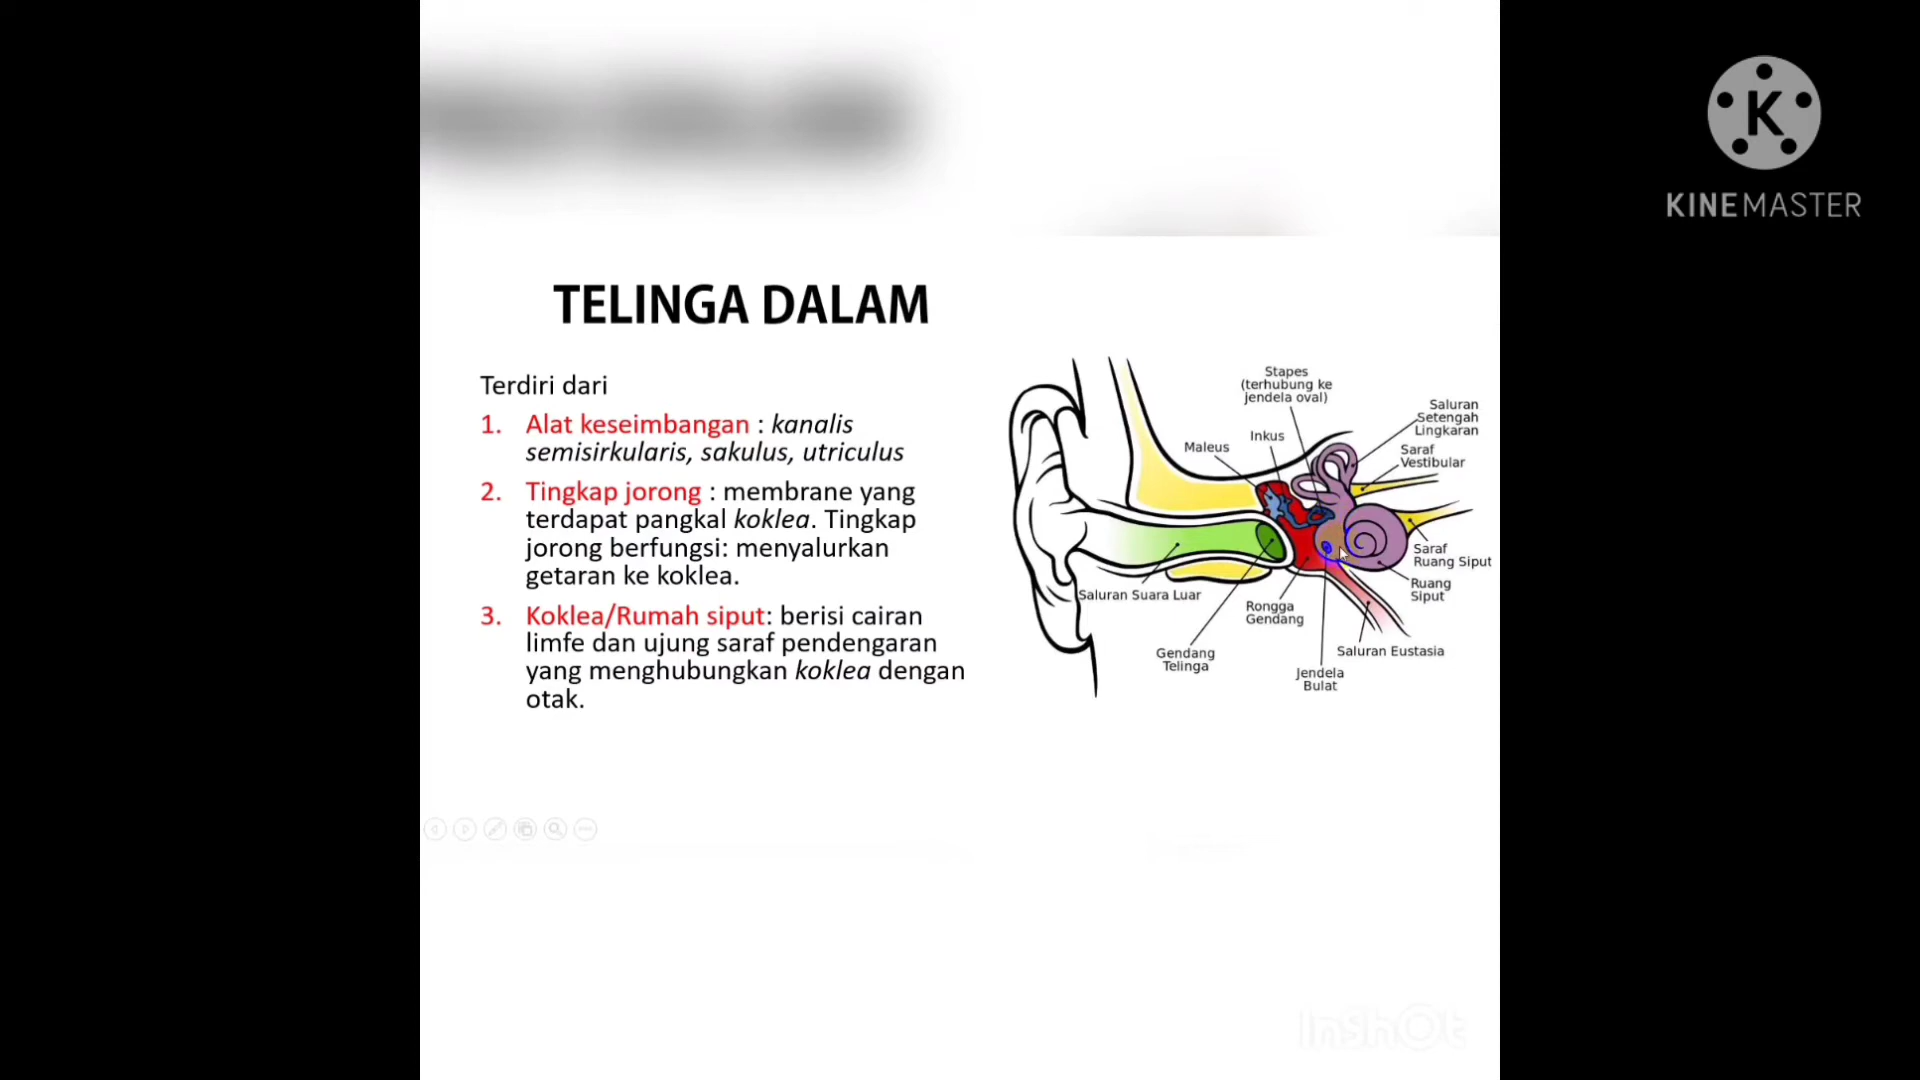 KINEMASTER
TELINGA DALAM
Terdiri dari
1. Alat keseimbangan : kanalis
semisirkularis, sakulus, utriculus
2. Tingkap jorong : membrane yang
terdapat pangkal koklea. Tingkap
jorong berfungsi: menyalurkan
getaran ke koklea.
3. Koklea/Rumah siput: berisi cairan
limfe dan ujung saraf pendengaran
yang menghubungkan koklea dengan
otak.
Stapes
(terhubung ke
jendela oval)
Saluran
Setengah
Lingkaran
Inkus
Maleus
Saraf
Vestibular
Saraf
Ruang Siput
Ruang
Siput
Saluran Suara Luar
Rongga
Gendang
Gendang
Telinga
Saluran Eustasia
Jendela
Bulat
InShOt